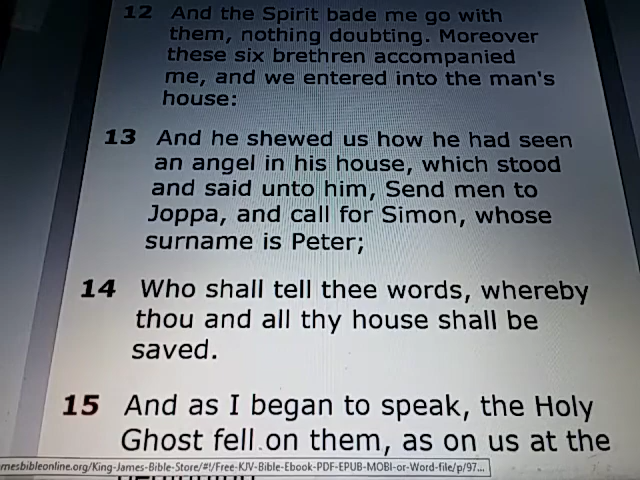 12 And the Spirit bade me go with
them, nothing doubting. Moreover
these six brethren accompanied
me, and we entered into the man's
house:
13 And he shewed us how he had seen
an angel in his house, which stood
and said unto him, Send men to
Joppa, and call for Simon, whose
surname is Peter;
14 Who shall tell thee words, whereby
thou and all thy house shall be
saved.
15 And as I began to speak, the Holy
Ghost fell on them, as on us at the
mesbibleonline.org/King-James-Bible-Store/#!/Free-KJV-Bible-Ebook-PDF-EPUB-MOBI-or-Word-file/p/97...